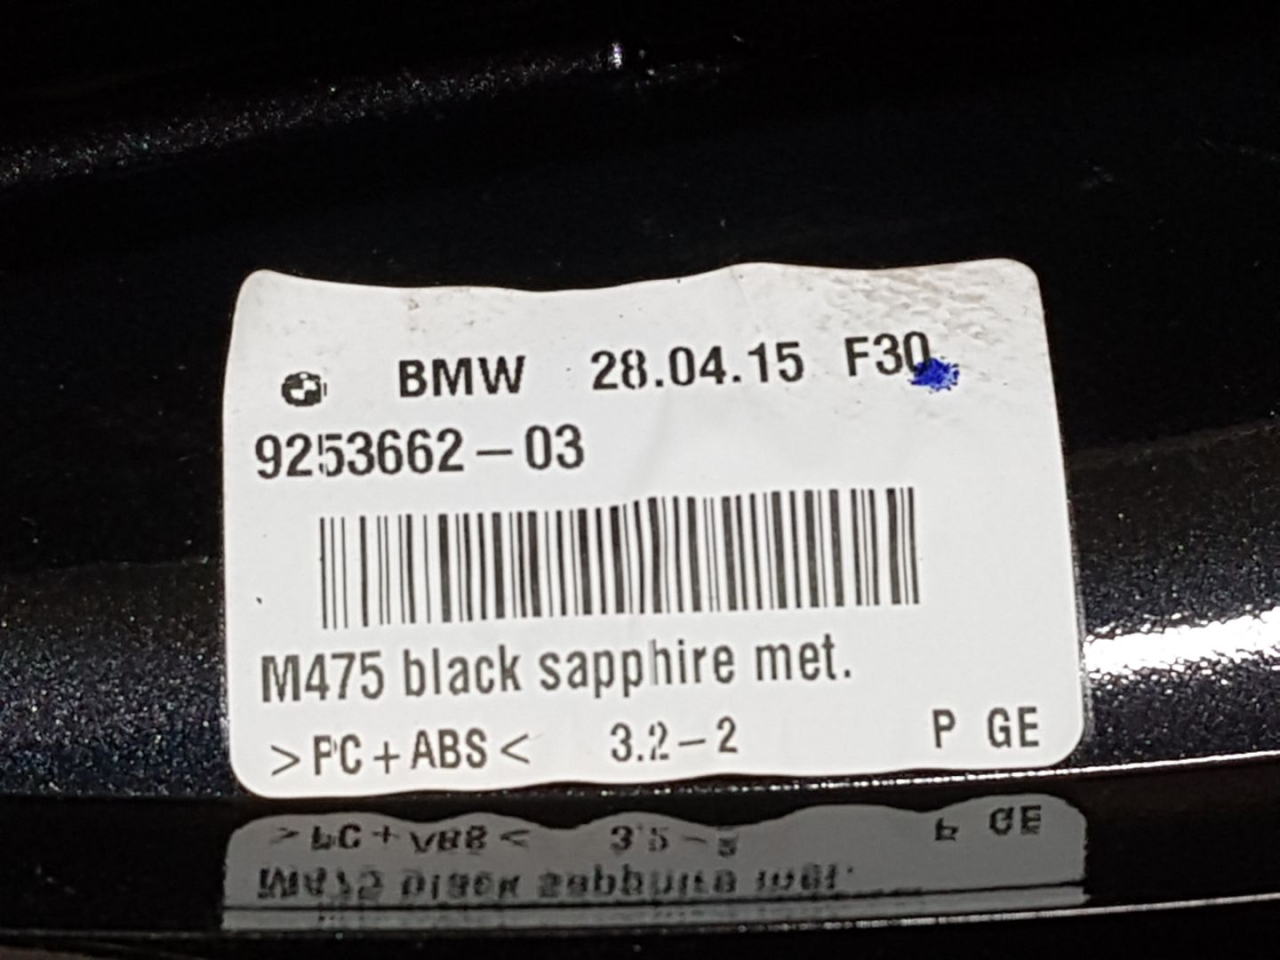 BMW 28.04.15 F30
9253662-03
M475 black sapphire met.
>PC+ABS< 3.2-2 P GE